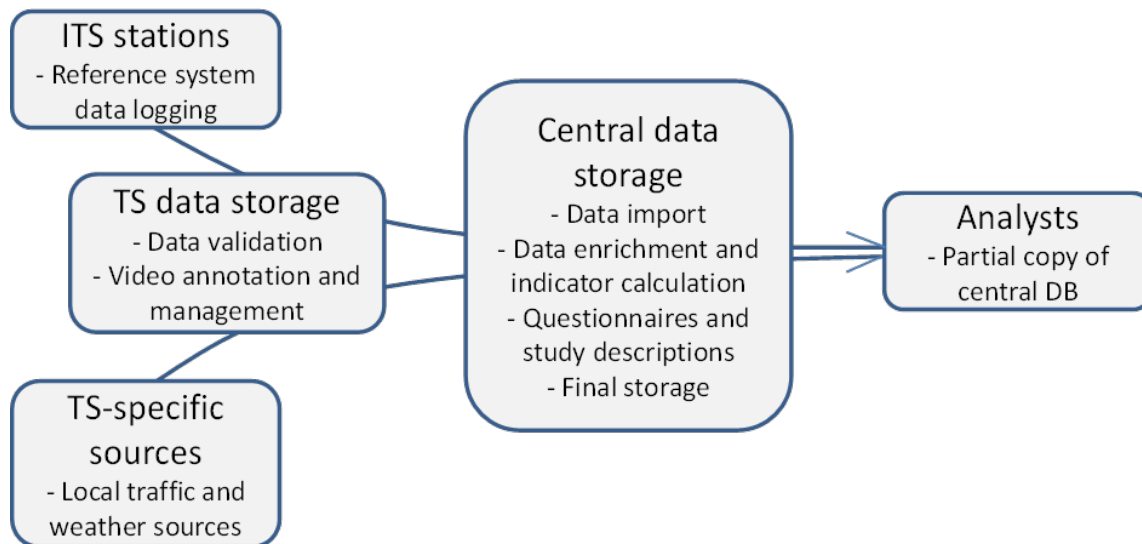 ITS stations
- Reference system
data logging
TS data storage
- Data validation
- Video annotation and
management
TS-specific
sources
- Local traffic and
weather sources
Central data
storage
- Data import
- Data enrichment and
indicator calculation
- Questionnaires and
study descriptions
- Final storage
Analysts
- Partial copy of
central DB